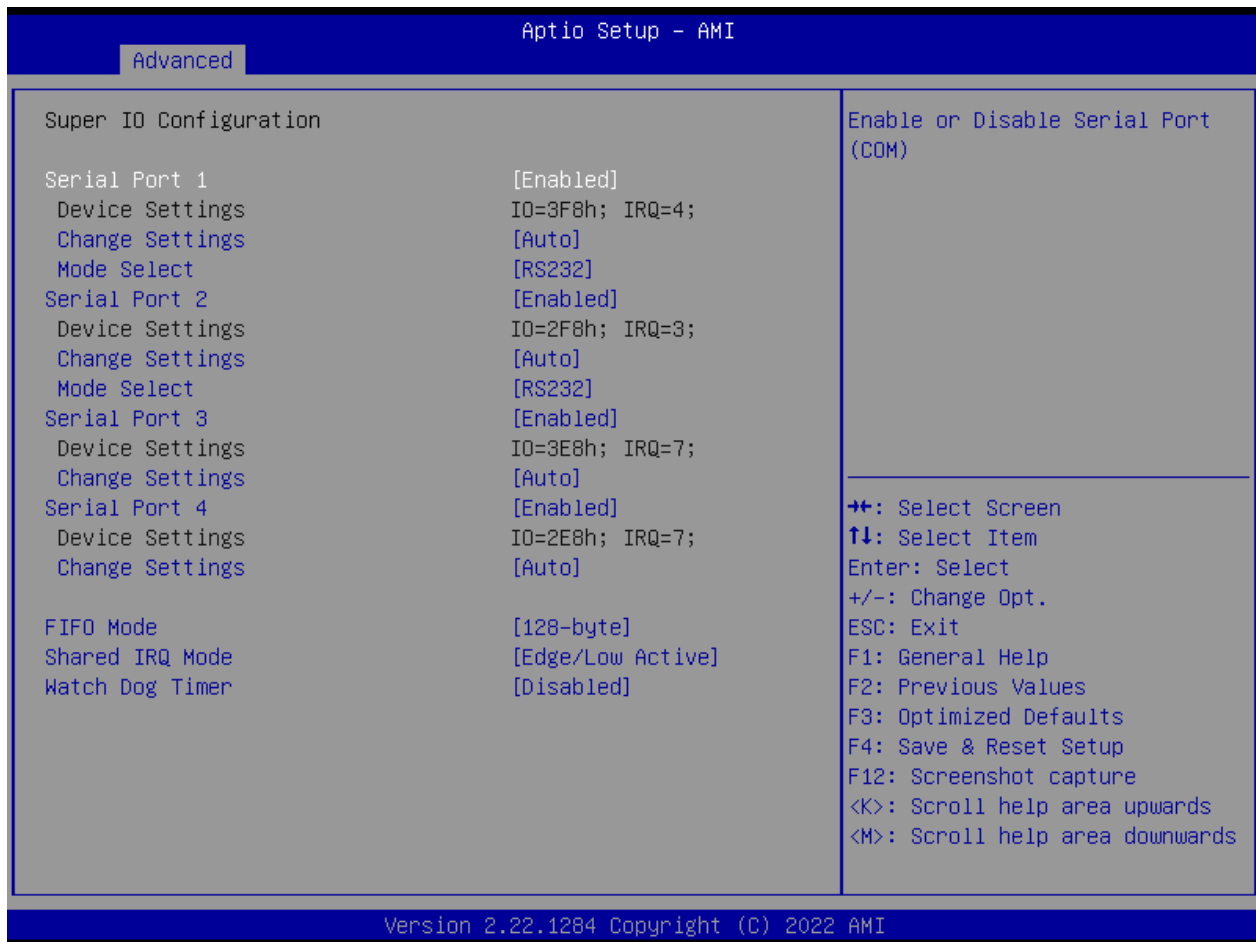 Aptio Setup – AMI
Advanced
Super IO Configuration
Serial Port 1 [Enabled]
Device Settings IO=3F8h; IRQ=4;
Change Settings [Auto]
Mode Select [RS232]
Serial Port 2 [Enabled]
Device Settings IO=2F8h; IRQ=3;
Change Settings [Auto]
Mode Select [RS232]
Serial Port 3 [Enabled]
Device Settings IO=3E8h; IRQ=7;
Change Settings [Auto]
Serial Port 4 [Enabled]
Device Settings IO=2E8h; IRQ=7;
Change Settings [Auto]
FIFO Mode [128-byte]
Shared IRQ Mode [Edge/Low Active]
Watch Dog Timer [Disabled]
Enable or Disable Serial Port
(COM)
→←: Select Screen
↑↓: Select Item
Enter: Select
+/-: Change Opt.
ESC: Exit
F1: General Help
F2: Previous Values
F3: Optimized Defaults
F4: Save & Reset Setup
F12: Screenshot capture
<K>: Scroll help area upwards
<M>: Scroll help area downwards
Version 2.22.1284 Copyright (C) 2022 AMI